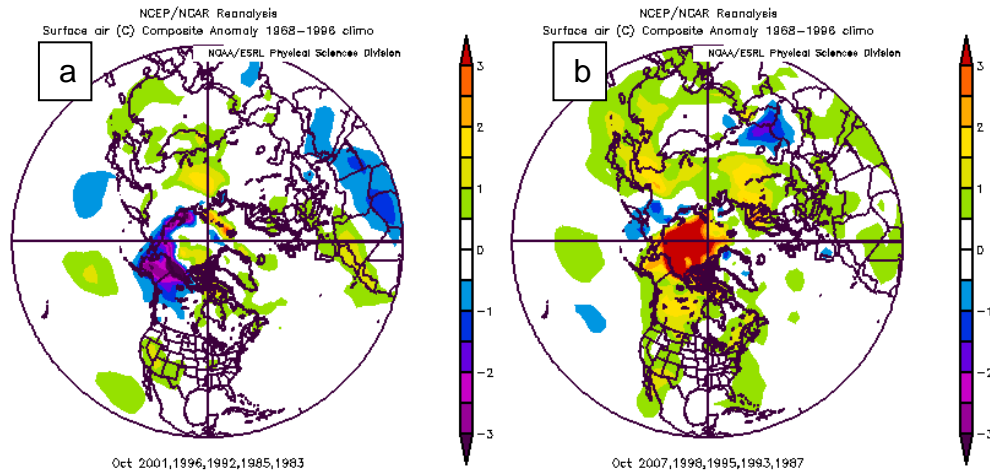 NCEP/NCAR Reanalysis
Surface air (C) Composite Anomaly 1968-1996 climo
NOAA/ESRL Physical Sciences Division
a
3
2
1
0
-1
-2
-3
Oct 2001,1996,1992,1985,1983
NCEP/NCAR Reanalysis
Surface air (C) Composite Anomaly 1968-1996 climo
NOAA/ESRL Physical Sciences Division
b
3
2
1
0
-1
-2
-3
Oct 2007,1998,1995,1993,1987